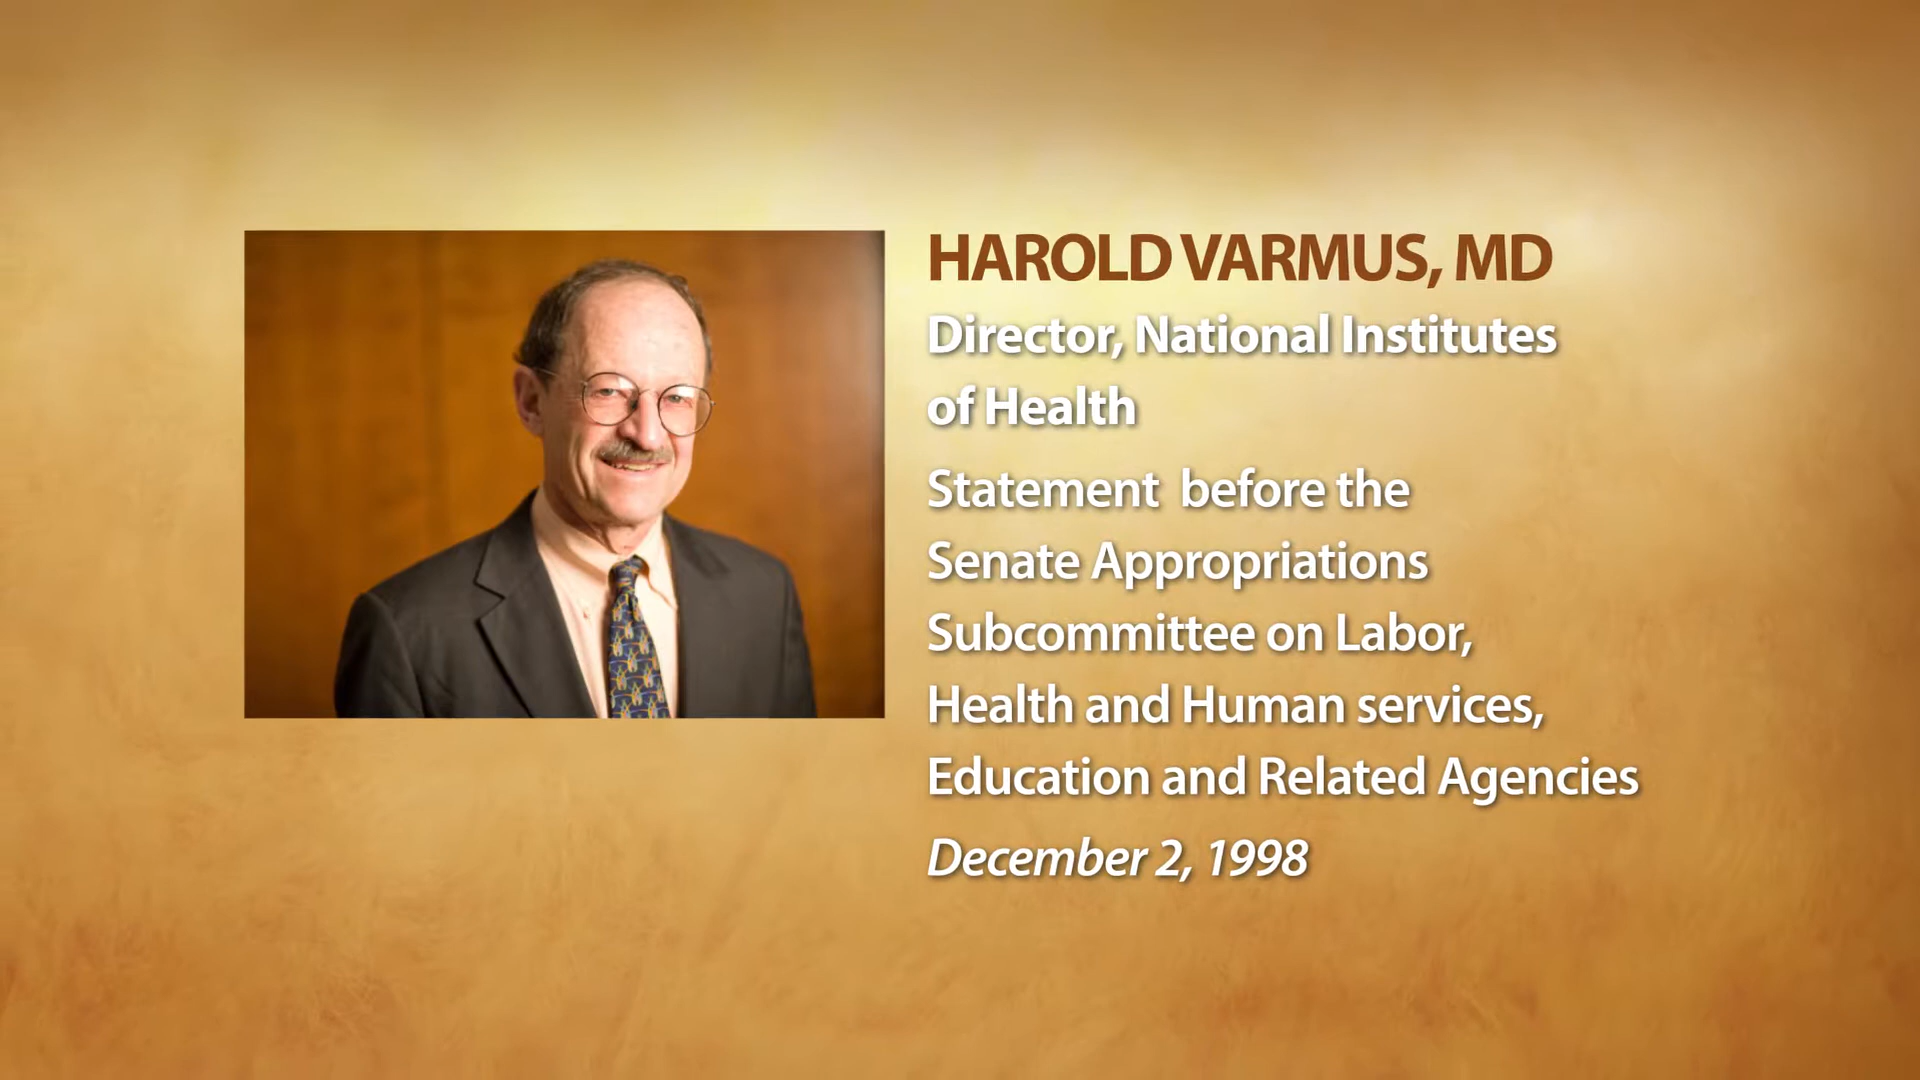 HAROLD VARMUS, MD
Director, National Institutes
of Health
Statement  before the
Senate Appropriations
Subcommittee on Labor,
Health and Human services,
Education and Related Agencies
December 2, 1998